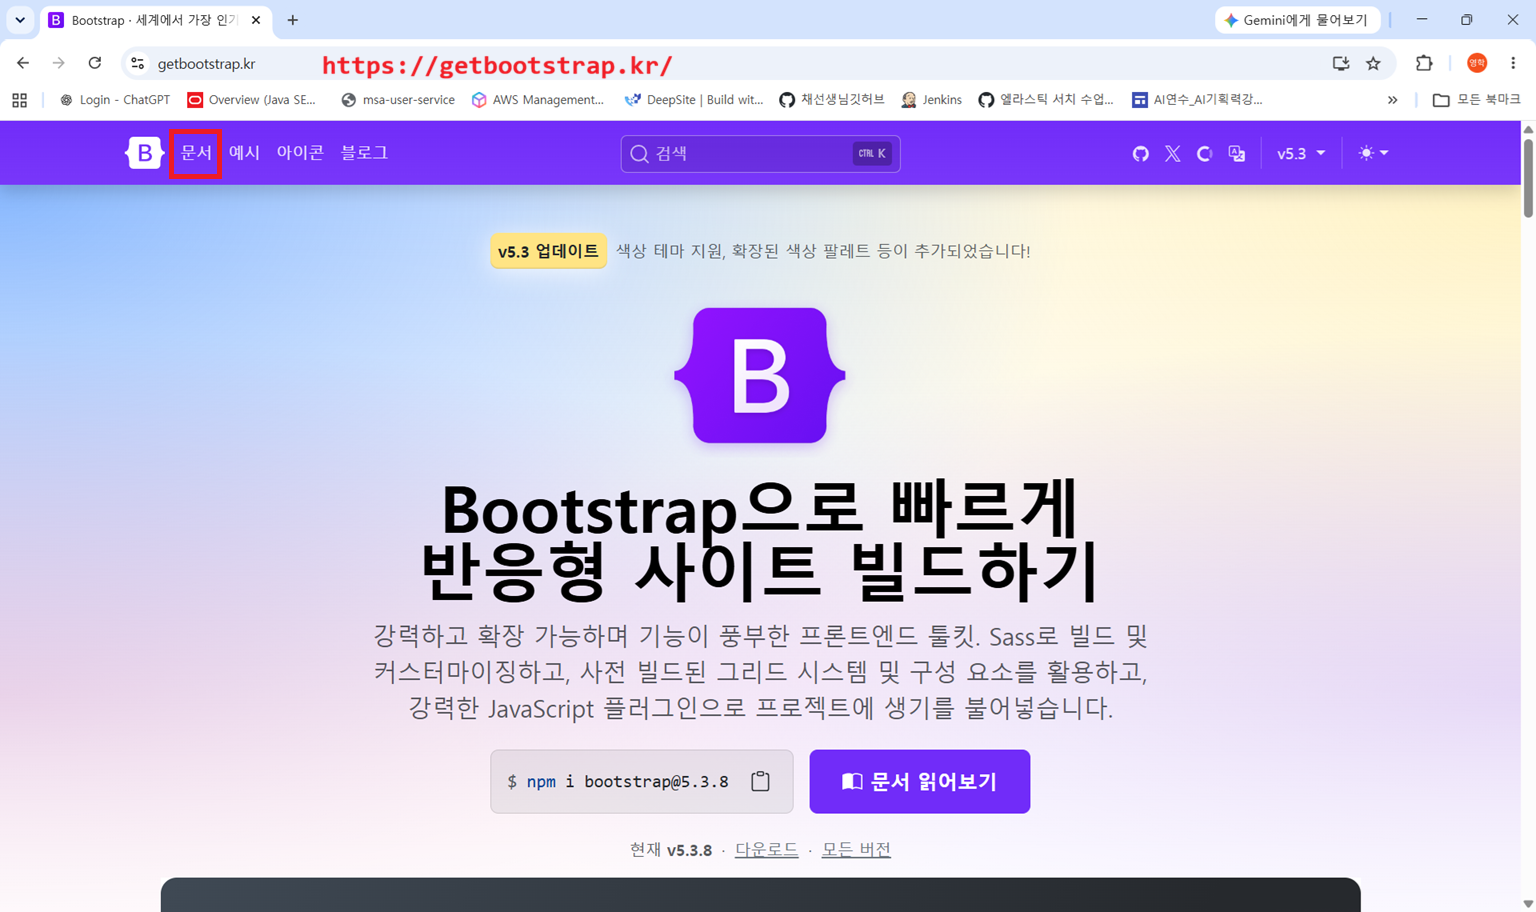 B Bootstrap · 세계에서 가장 인기
Gemini에게 물어보기
getbootstrap.kr
https://getbootstrap.kr/
영학
Login - ChatGPT
Overview (Java SE...
msa-user-service
AWS Management...
DeepSite | Build wit...
채선생님깃허브
Jenkins
엘라스틱 서치 수업...
AI연수_AI기획력강...
»
모든 북마크
B 문서 예시 아이콘 블로그
검색
CTRL K
v5.3
v5.3 업데이트 색상 테마 지원, 확장된 색상 팔레트 등이 추가되었습니다!
B
Bootstrap으로 빠르게
반응형 사이트 빌드하기
강력하고 확장 가능하며 기능이 풍부한 프론트엔드 툴킷. Sass로 빌드 및
커스터마이징하고, 사전 빌드된 그리드 시스템 및 구성 요소를 활용하고,
강력한 JavaScript 플러그인으로 프로젝트에 생기를 불어넣습니다.
$ npm i bootstrap@5.3.8
문서 읽어보기
현재 v5.3.8 · 다운로드 · 모든 버전